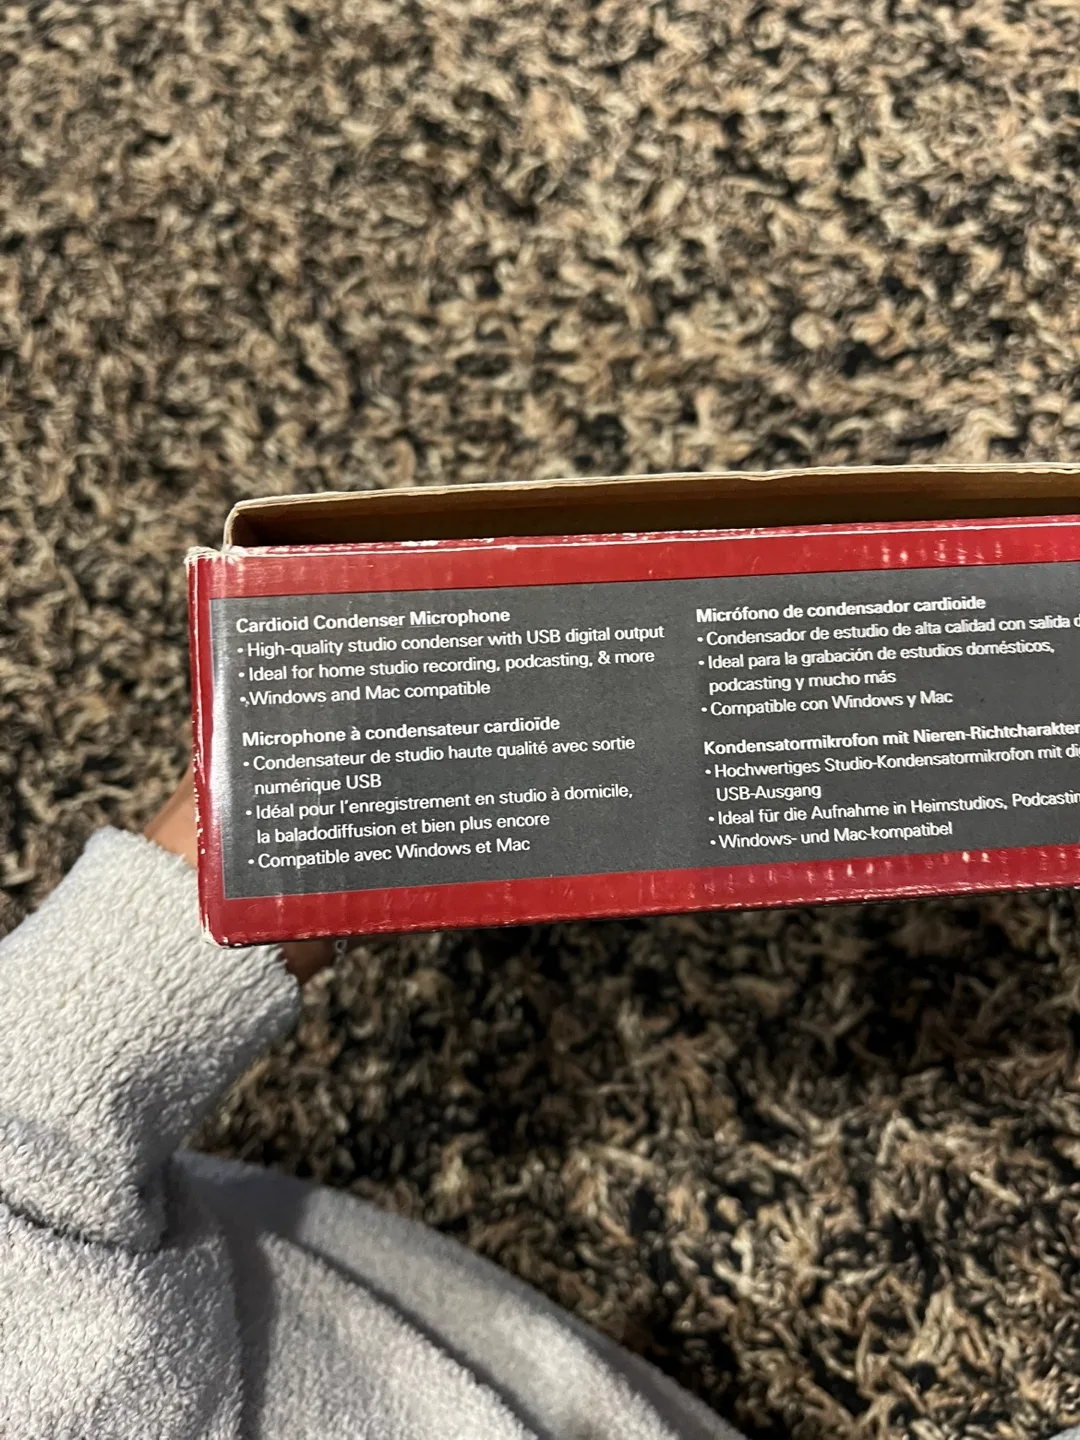 Cardioid Condenser Microphone
• High-quality studio condenser with USB digital output
• Ideal for home studio recording, podcasting, & more
• Windows and Mac compatible
Microphone à condensateur cardioïde
• Condensateur de studio haute qualité avec sortie
numérique USB
• Idéal pour l'enregistrement en studio à domicile,
la baladodiffusion et bien plus encore
• Compatible avec Windows et Mac
Micrófono de condensador cardioide
• Condensador de estudio de alta calidad con salida
• Ideal para la grabación de estudios domésticos,
podcasting y mucho más
• Compatible con Windows y Mac
Kondensatormikrofon mit Nieren-Richtcharakter
• Hochwertiges Studio-Kondensatormikrofon mit
USB-Ausgang
• Ideal für die Aufnahme in Heimstudios, Podcastin
• Windows- und Mac-kompatibel